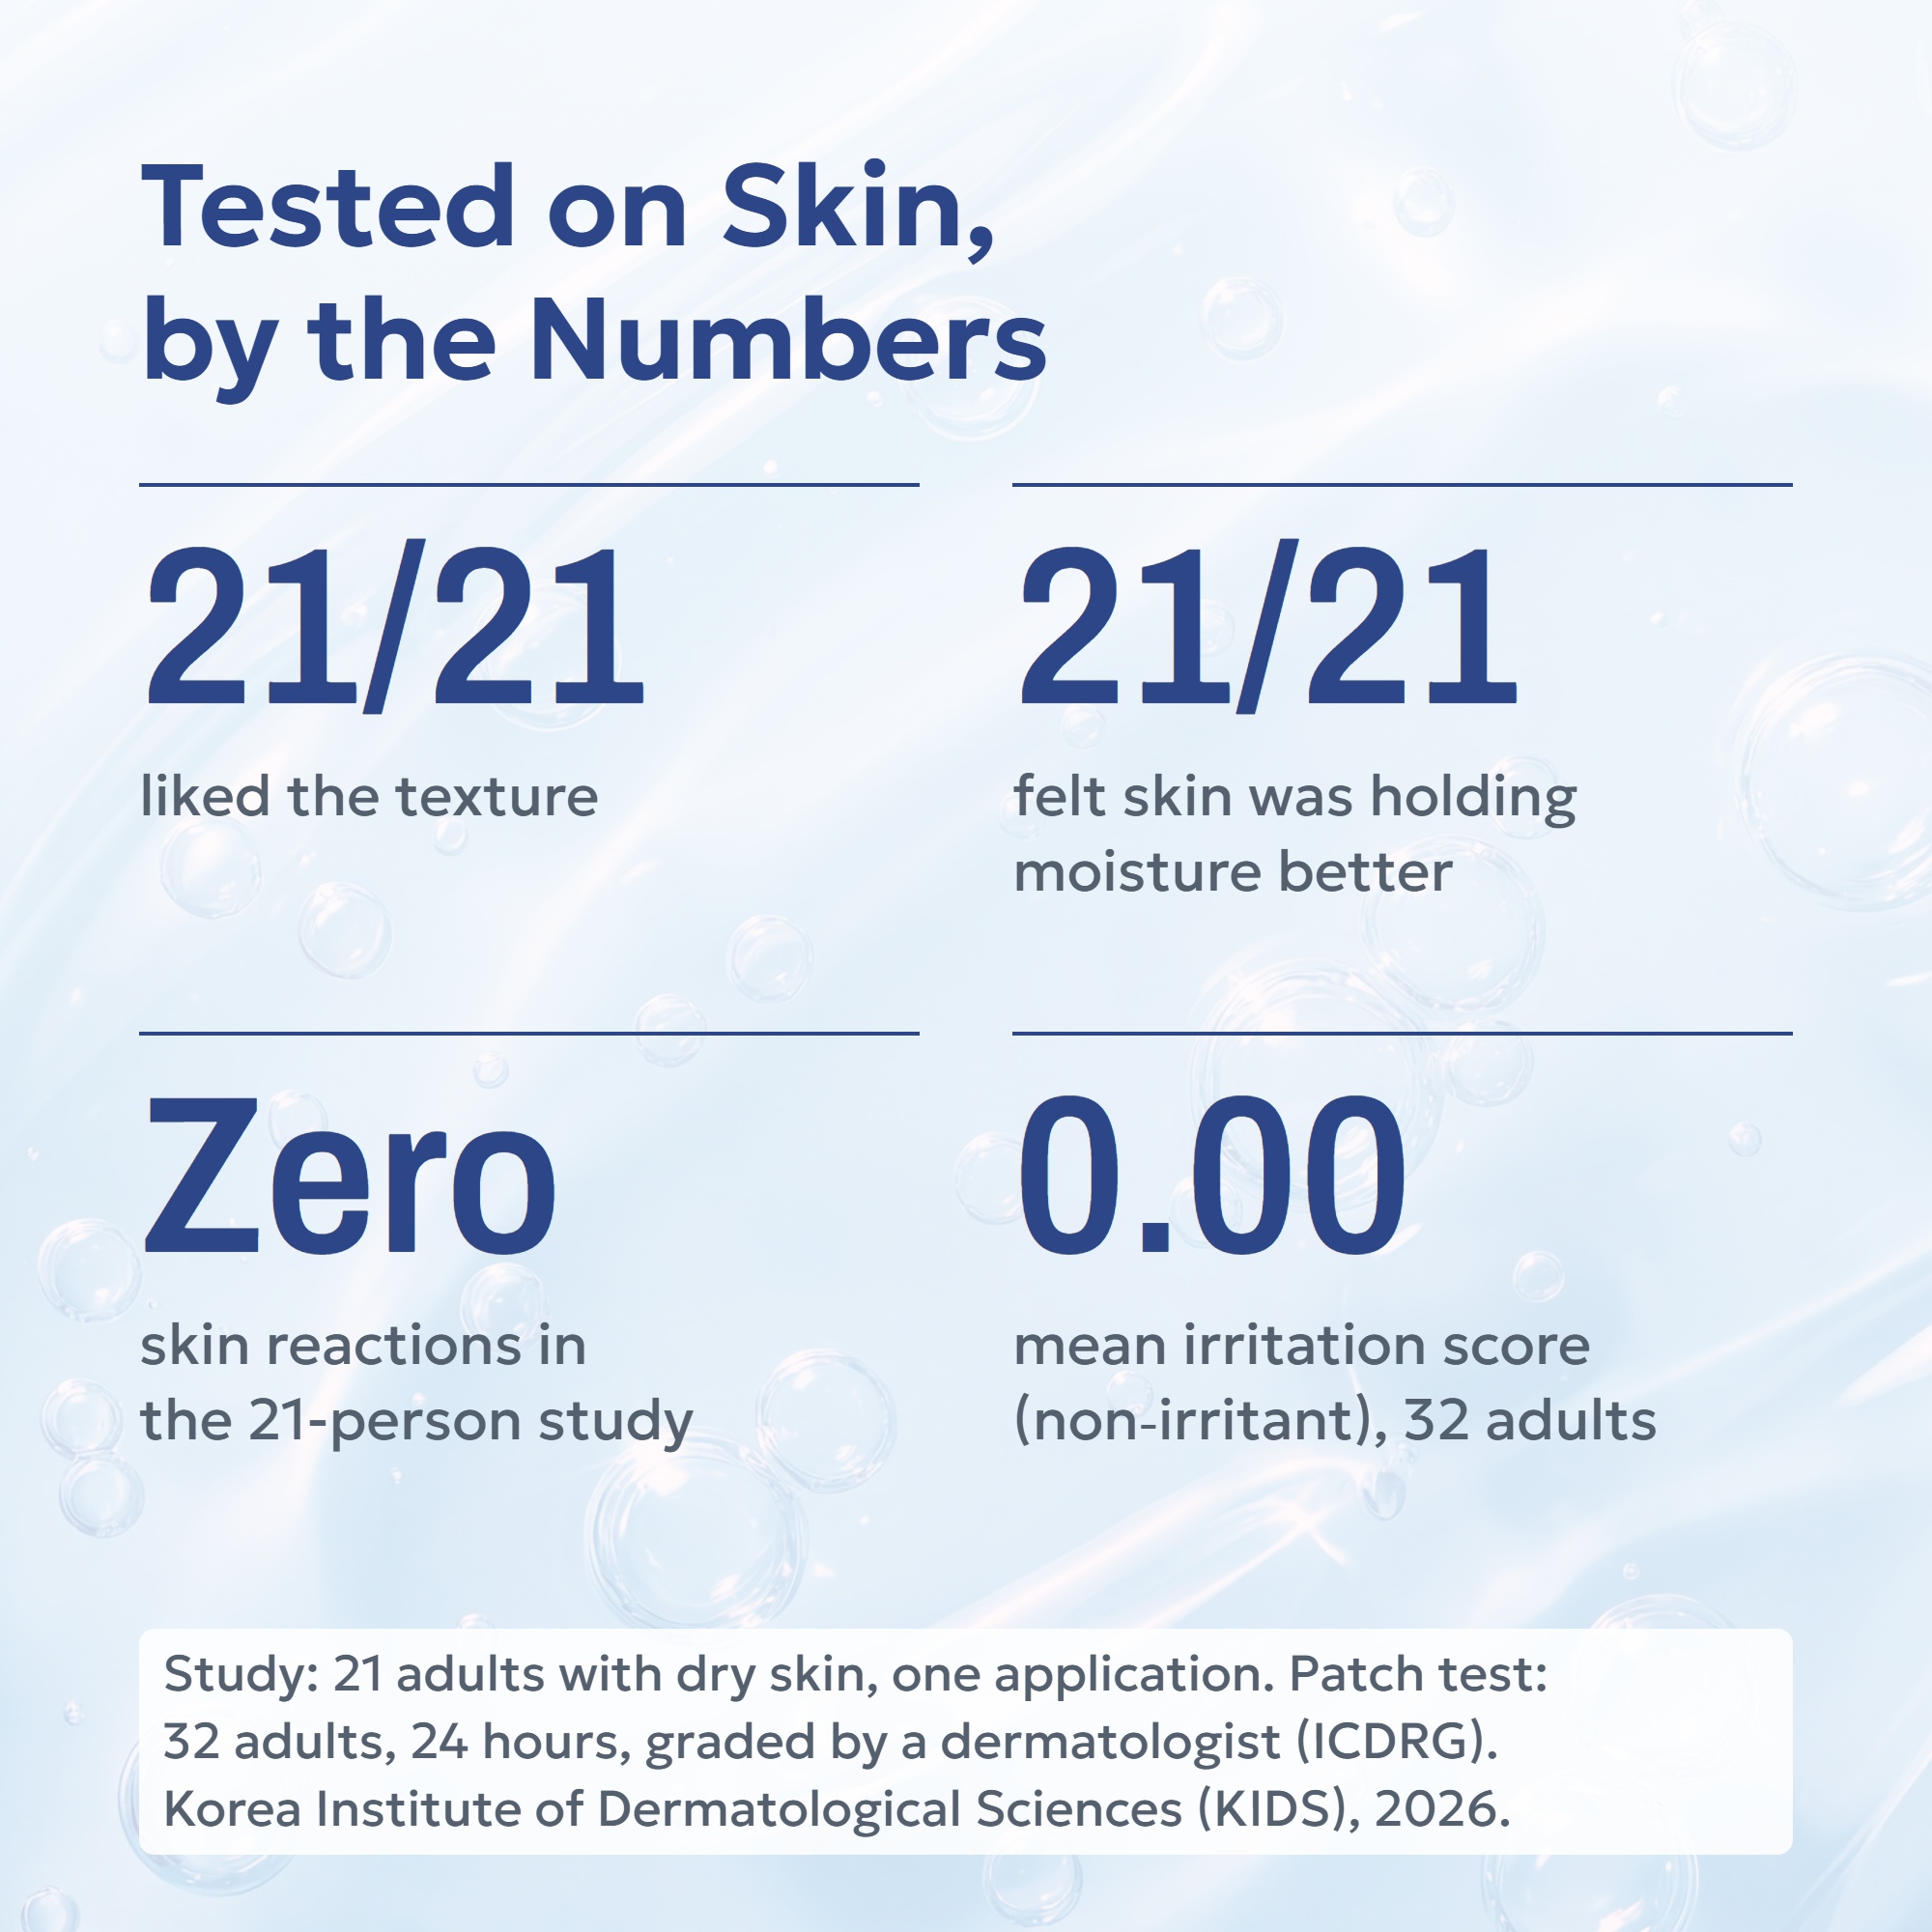 Tested on Skin,
by the Numbers
21/21
liked the texture
21/21
felt skin was holding
moisture better
Zero
skin reactions in
the 21-person study
0.00
mean irritation score
(non-irritant), 32 adults
Study: 21 adults with dry skin, one application. Patch test:
32 adults, 24 hours, graded by a dermatologist (ICDRG).
Korea Institute of Dermatological Sciences (KIDS), 2026.